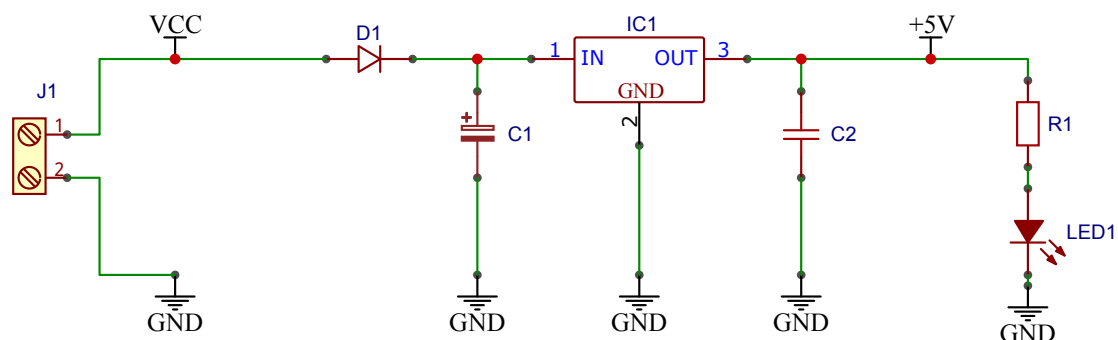 VCC
D1
IC1
+5V
1
IN
OUT
3
GND
2
J1
1
2
+
C1
C2
R1
LED1
GND
GND
GND
GND
GND